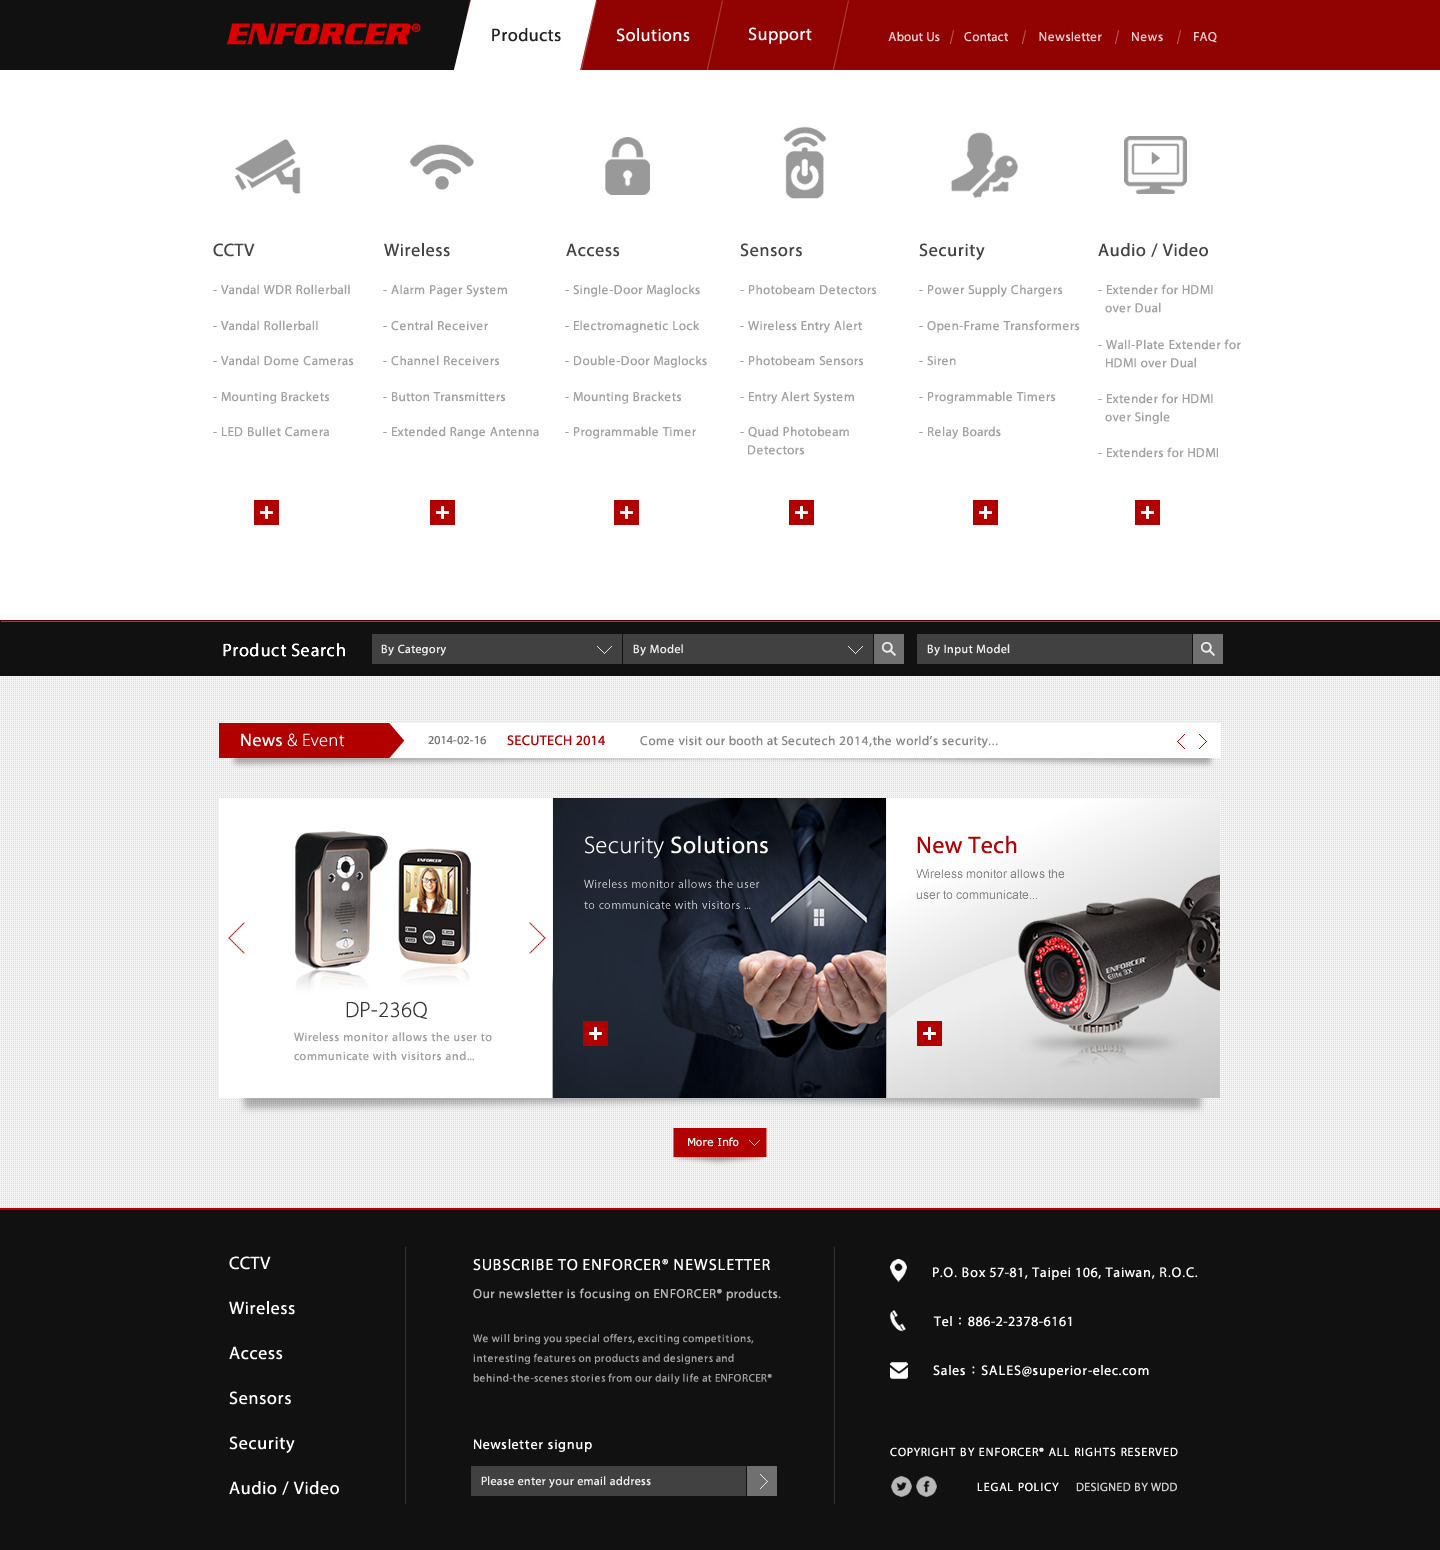 ENFORCER®
Products
Solutions
Support
About Us / Contact / Newsletter / News / FAQ
CCTV
- Vandal WDR Rollerball
- Vandal Rollerball
- Vandal Dome Cameras
- Mounting Brackets
- LED Bullet Camera
Wireless
- Alarm Pager System
- Central Receiver
- Channel Receivers
- Button Transmitters
- Extended Range Antenna
Access
- Single-Door Maglocks
- Electromagnetic Lock
- Double-Door Maglocks
- Mounting Brackets
- Programmable Timer
Sensors
- Photobeam Detectors
- Wireless Entry Alert
- Photobeam Sensors
- Entry Alert System
- Quad Photobeam
Detectors
Security
- Power Supply Chargers
- Open-Frame Transformers
- Siren
- Programmable Timers
- Relay Boards
Audio / Video
- Extender for HDMI
over Dual
- Wall-Plate Extender for
HDMI over Dual
- Extender for HDMI
over Single
- Extenders for HDMI
Product Search
By Category
By Model
By Input Model
News & Event
2014-02-16
SECUTECH 2014
Come visit our booth at Secutech 2014,the world's security...
ENFORCER
DP-236Q
Wireless monitor allows the user to
communicate with visitors and...
Security Solutions
Wireless monitor allows the user
to communicate with visitors ...
New Tech
Wireless monitor allows the
user to communicate...
ENFORCER
Elite 3X
More Info
CCTV
Wireless
Access
Sensors
Security
Audio / Video
SUBSCRIBE TO ENFORCER® NEWSLETTER
Our newsletter is focusing on ENFORCER® products.
We will bring you special offers, exciting competitions,
interesting features on products and designers and
behind-the-scenes stories from our daily life at ENFORCER®
Newsletter signup
Please enter your email address
P.O. Box 57-81, Taipei 106, Taiwan, R.O.C.
Tel：886-2-2378-6161
Sales：SALES@superior-elec.com
COPYRIGHT BY ENFORCER® ALL RIGHTS RESERVED
LEGAL POLICY
DESIGNED BY WDD